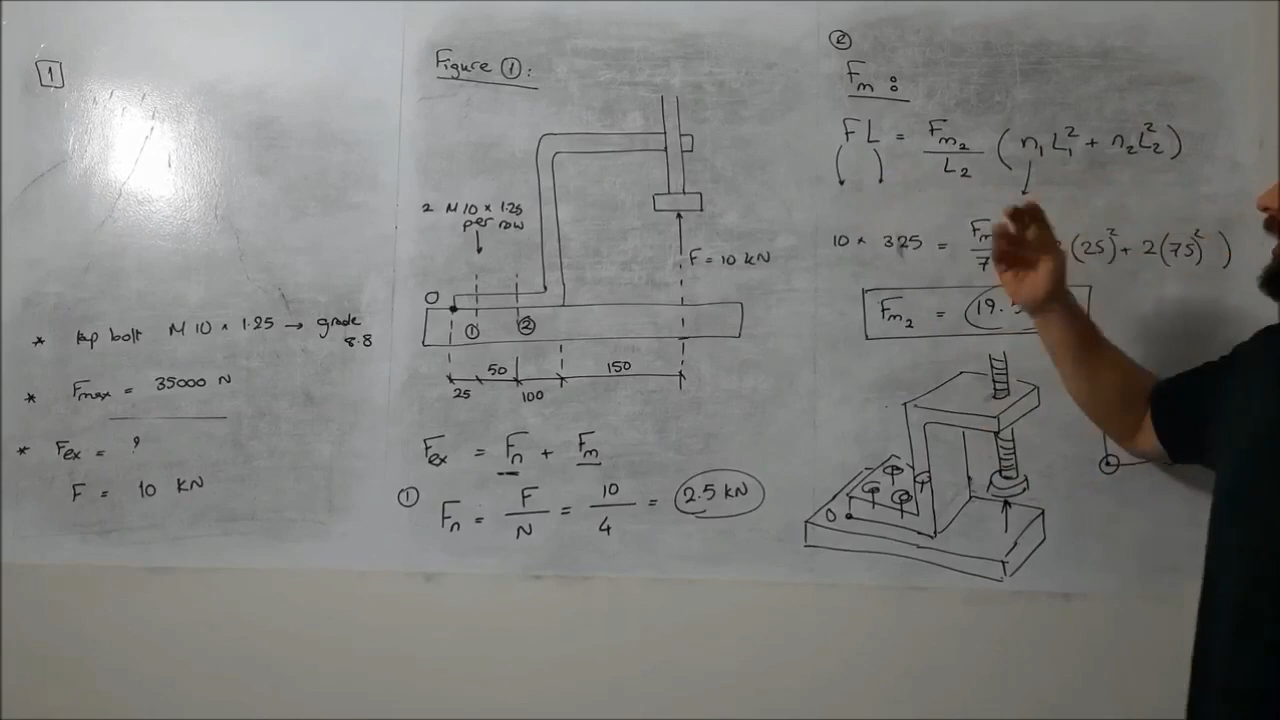 1
* tap bolt M 10 × 1.25 → grade 8.8
* Fmax = 35000 N
* Fex = ?
F = 10 kN
Figure ①:
2 M 10 × 1.25
per row
F = 10 kN
O
① ②
50 150
25 100
Fex = Fn + Fm
① Fn = F/N = 10/4 = 2.5 kN
②
Fm :
FL = Fm2/L2 (n1L1² + n2L2²)
10 × 325 = (25)² + 2(75)² )
Fm2 =
O